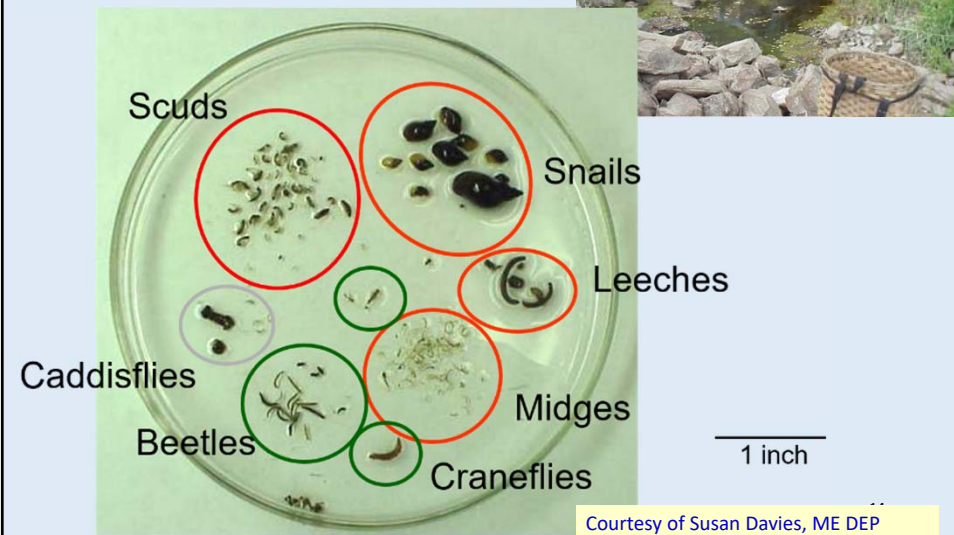 Scuds
Snails
Leeches
Caddisflies
Midges
Beetles
Craneflies
1 inch
Courtesy of Susan Davies, ME DEP